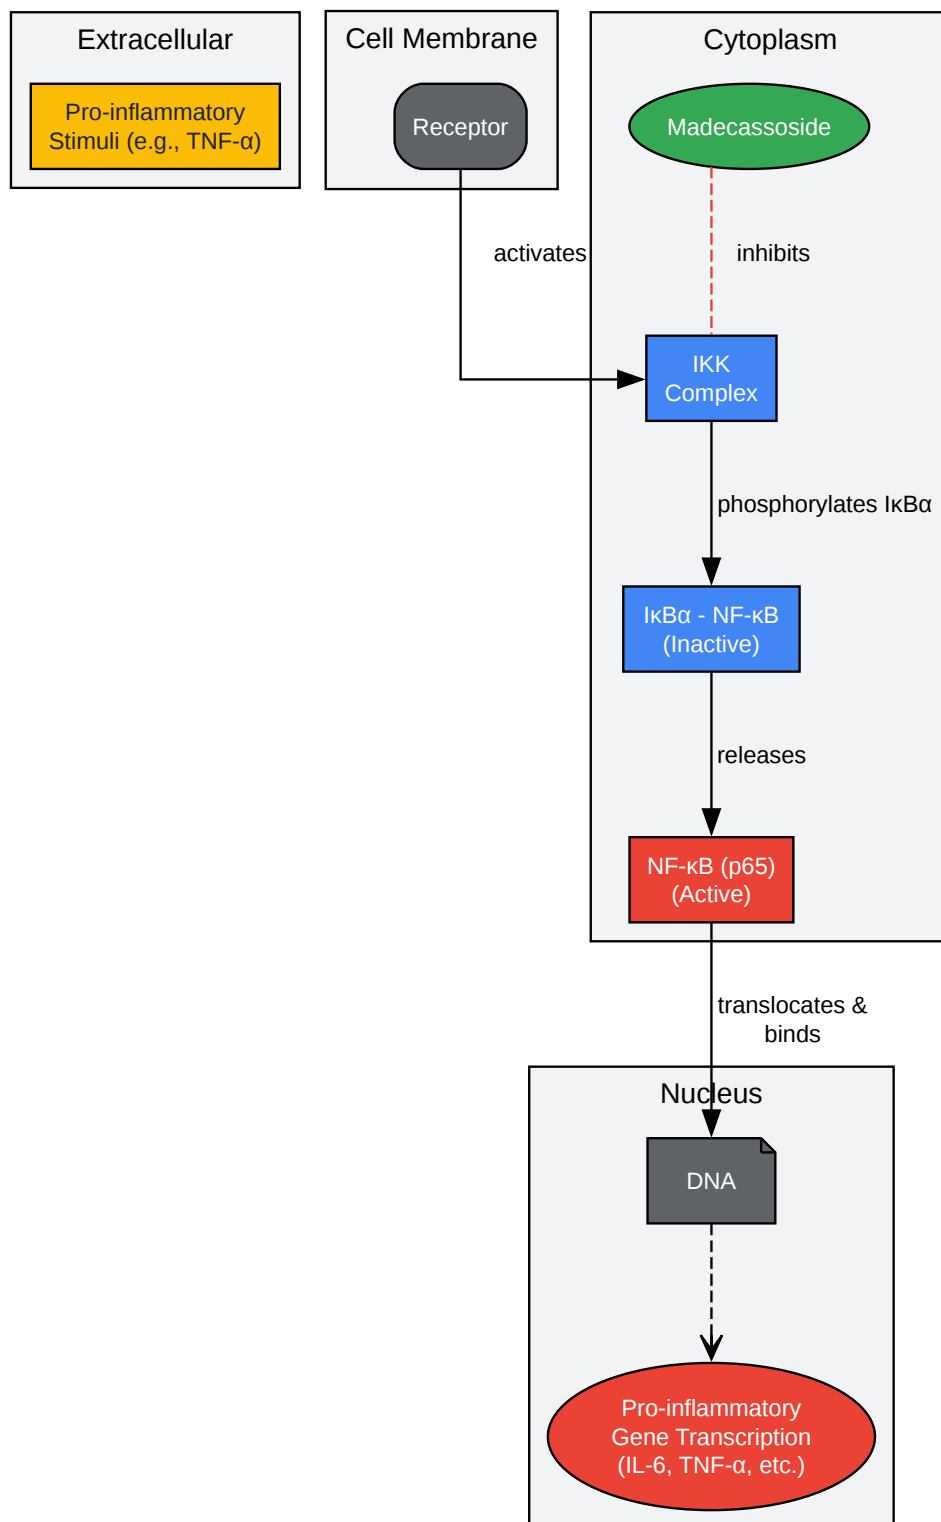 Extracellular
Pro-inflammatory
Stimuli (e.g., TNF-α)
Cell Membrane
Receptor
Cytoplasm
Madecassoside
activates
inhibits
IKK
Complex
phosphorylates IκBα
IκBα - NF-κB
(Inactive)
releases
NF-κB (p65)
(Active)
translocates &
binds
Nucleus
DNA
Pro-inflammatory
Gene Transcription
(IL-6, TNF-α, etc.)